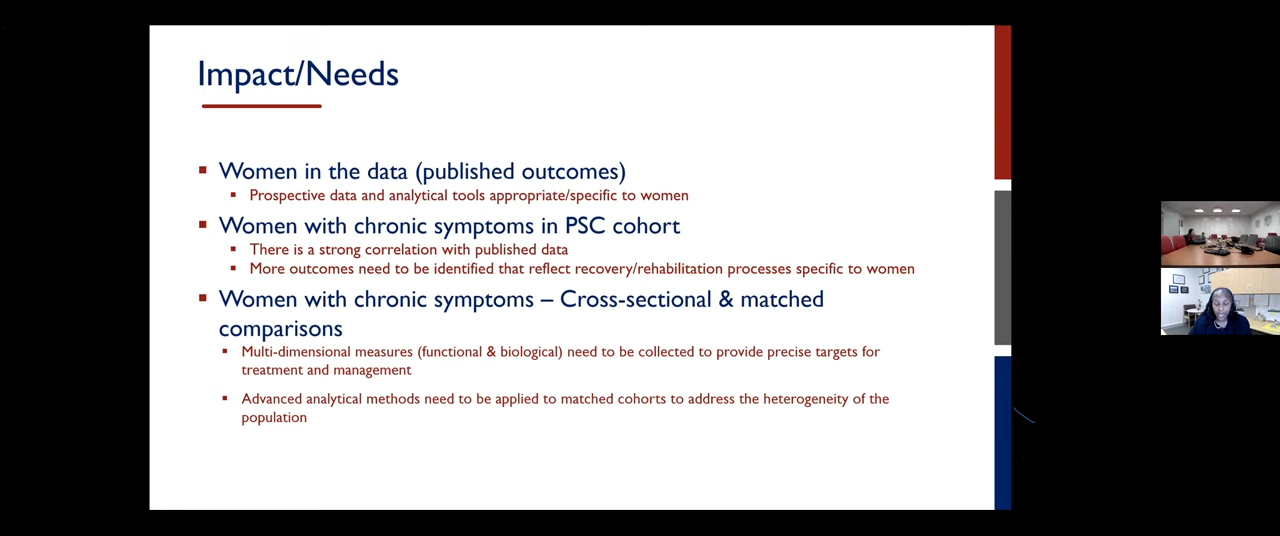 Impact/Needs
Women in the data (published outcomes)
Prospective data and analytical tools appropriate/specific to women
Women with chronic symptoms in PSC cohort
There is a strong correlation with published data
More outcomes need to be identified that reflect recovery/rehabilitation processes specific to women
Women with chronic symptoms – Cross-sectional & matched
comparisons
Multi-dimensional measures (functional & biological) need to be collected to provide precise targets for
treatment and management
Advanced analytical methods need to be applied to matched cohorts to address the heterogeneity of the
population